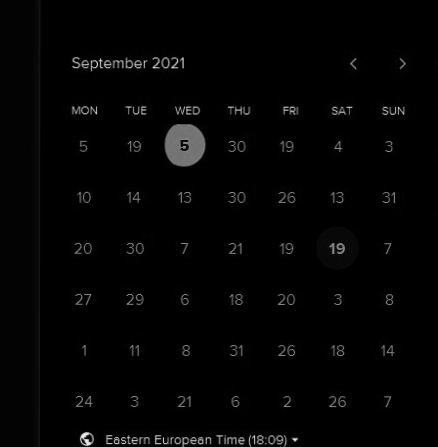 September 2021
MON TUE WED THU FRI SAT SUN
5 19 5 30 19 4 3
10 14 13 30 26 13 31
20 30 7 21 19 19 7
27 29 6 18 20 3 8
1 11 8 31 26 18 14
24 3 21 6 2 26 7
Eastern European Time (18:09)